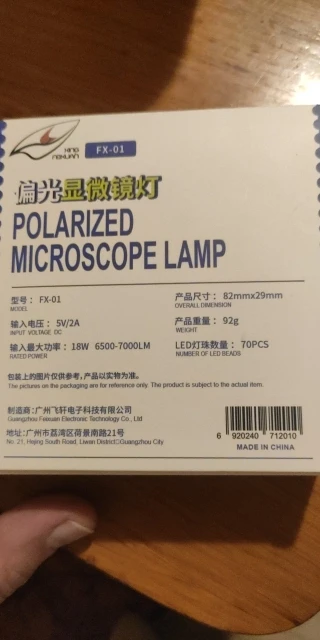 XING
FEIXUAN
FX-01
偏光显微镜灯
POLARIZED
MICROSCOPE LAMP
型号： FX-01
MODEL
产品尺寸： 82mmx29mm
OVERALL DIMENSION
输入电压： 5V/2A
INPUT VOLTAGE DC
产品重量： 92g
WEIGHT
输入最大功率：18W 6500-7000LM
RATED POWER
LED灯珠数量： 70PCS
NUMBER OF LED BEADS
包装上的图片仅供参考,产品以实物为准。
The pictures on the packaging are for reference only. The product is subject to the actual item.
制造商:广州飞轩电子科技有限公司
Guangzhou Feixuan Electronic Technology Co., Ltd
地址:广州市荔湾区荷景南路21号
No. 21, Hejing South Road, Liwan District□Guangzhou City
6 920240 712010
MADE IN CHINA